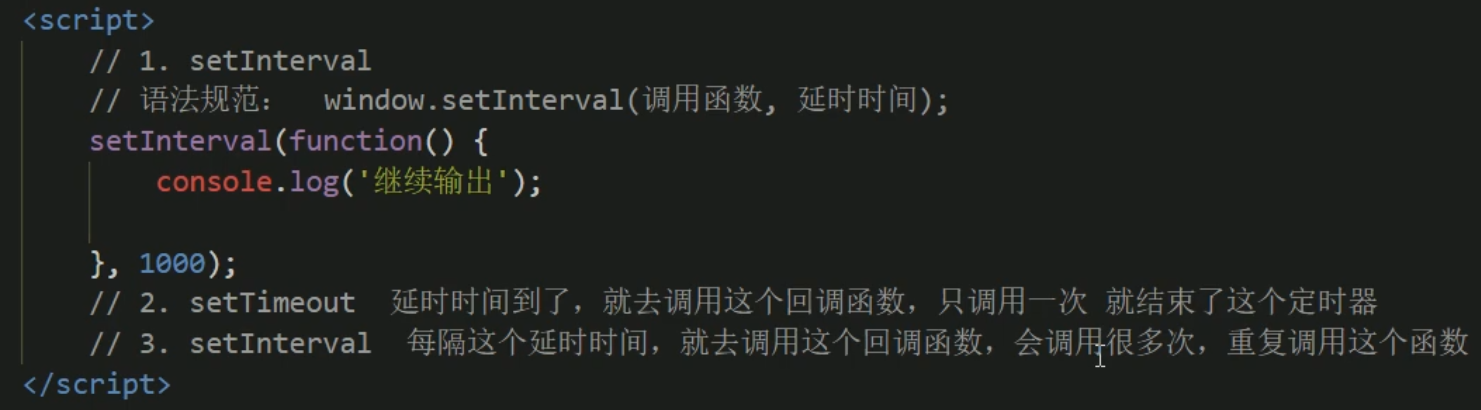 <script>
// 1. setInterval
// 语法规范： window.setInterval(调用函数, 延时时间);
setInterval(function() {
console.log('继续输出');
}, 1000);
// 2. setTimeout 延时时间到了，就去调用这个回调函数，只调用一次 就结束了这个定时器
// 3. setInterval 每隔这个延时时间，就去调用这个回调函数，会调用很多次，重复调用这个函数
</script>